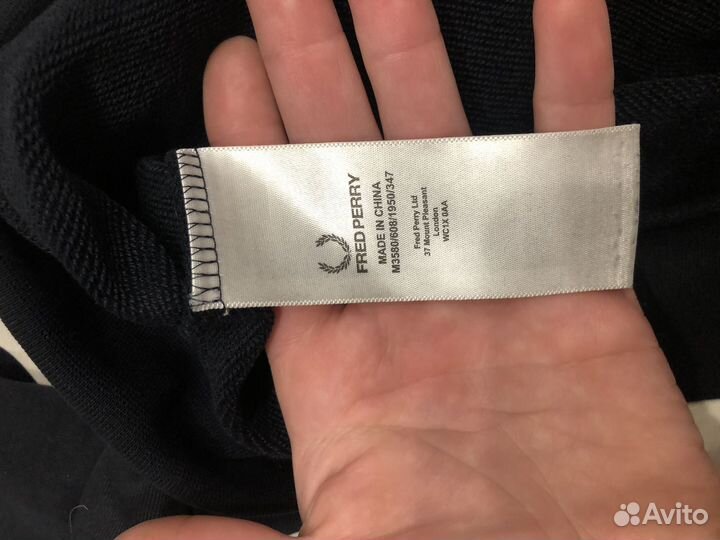 FRED PERRY
MADE IN CHINA
M3580/608/1950/347
Fred Perry Ltd
37 Mount Pleasant
London
WC1X 0AA
Avito